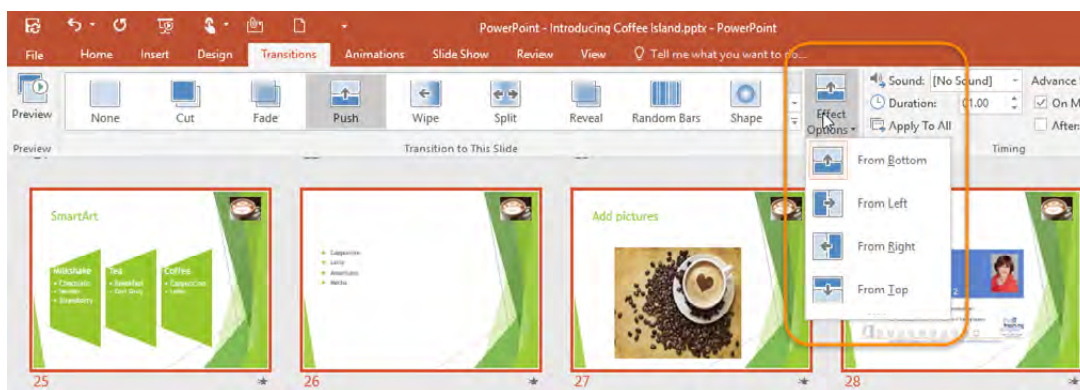 PowerPoint - Introducing Coffee Island.pptx - PowerPoint
File Home Insert Design Transitions Animations Slide Show Review View Tell me what you want to do...
Preview None Cut Fade Push Wipe Split Reveal Random Bars Shape Effect Options
Sound: [No Sound] Advance
Duration: 01.00 On M
Apply To All After:
Preview Transition to This Slide Timing
From Bottom
From Left
From Right
From Top
SmartArt
Milkshake Tea Coffee
• Chocolate • Breakfast • Cappuccino
• Strawberry
Cappuccino
Latte
Americano
Mocha
Add pictures
25 26 27 28